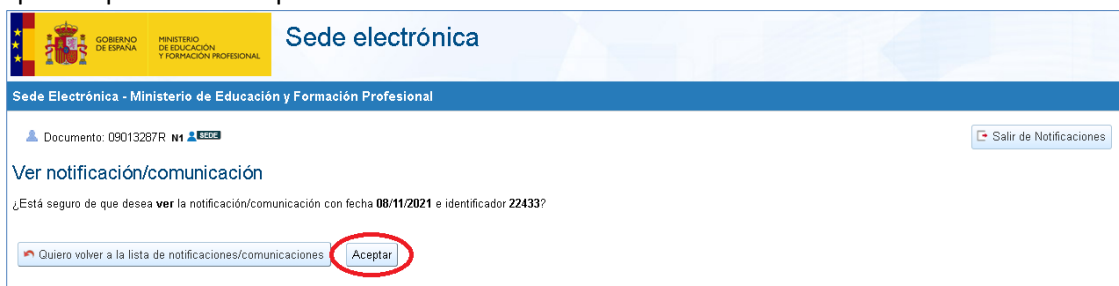 GOBIERNO
DE ESPAÑA
MINISTERIO
DE EDUCACIÓN
Y FORMACIÓN PROFESIONAL
Sede electrónica
Sede Electrónica - Ministerio de Educación y Formación Profesional
Documento: 09013287R N1 SEDE
Salir de Notificaciones
Ver notificación/comunicación
¿Está seguro de que desea ver la notificación/comunicación con fecha 08/11/2021 e identificador 22433?
Quiero volver a la lista de notificaciones/comunicaciones
Aceptar